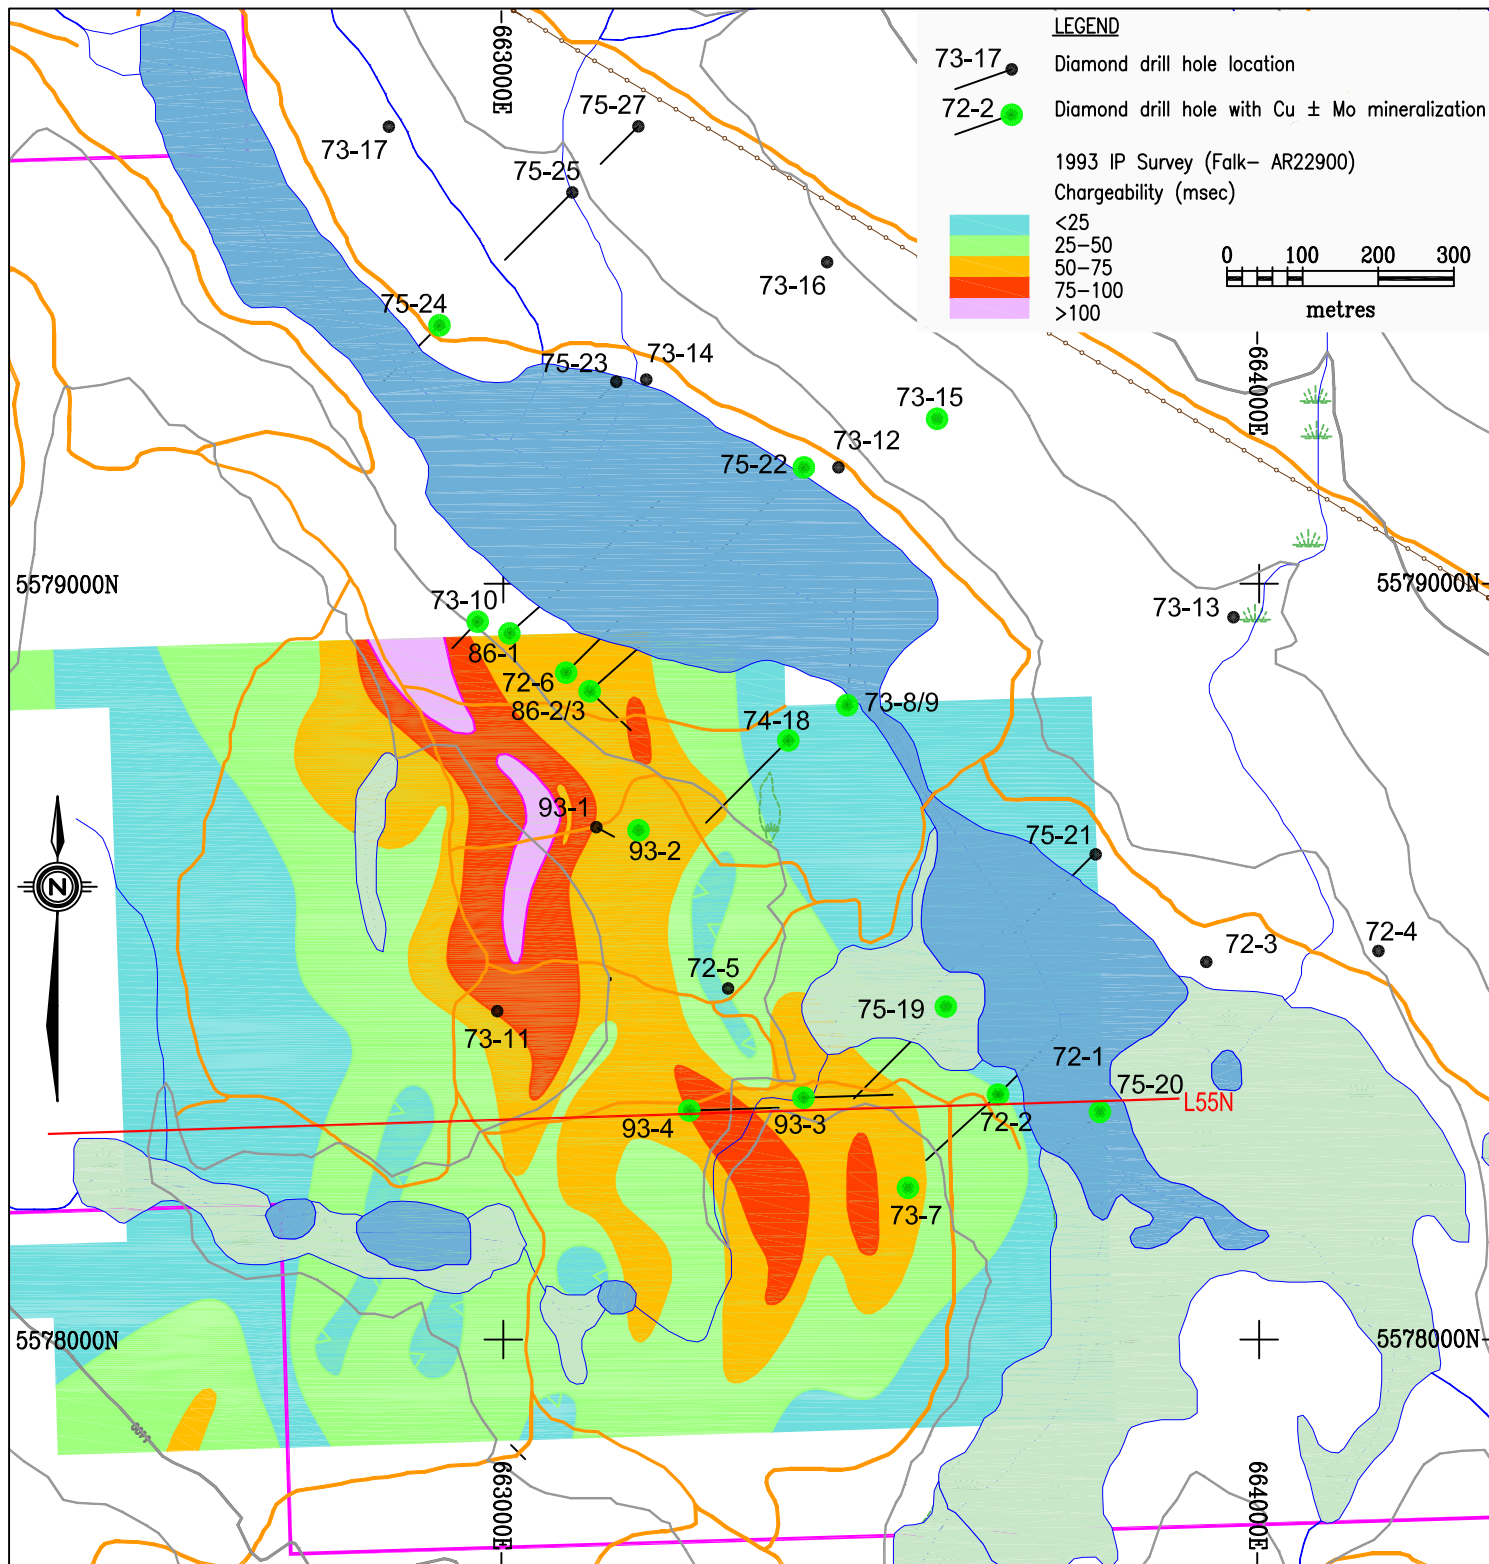 LEGEND
73-17
Diamond drill hole location
72-2
Diamond drill hole with Cu ± Mo mineralization
1993 IP Survey (Falk- AR22900)
Chargeability (msec)
<25
25-50
50-75
75-100
>100
0 100 200 300
metres
663000E
664000E
75-27
73-17
75-25
73-16
75-24
75-23
73-14
73-15
73-12
75-22
5579000N
5579000N
73-10
73-13
86-1
72-6
86-2/3
73-8/9
74-18
93-1
93-2
75-21
N
72-3
72-4
72-5
75-19
73-11
72-1
75-20
L55N
93-4
93-3
72-2
73-7
5578000N
5578000N
663000E
664000E